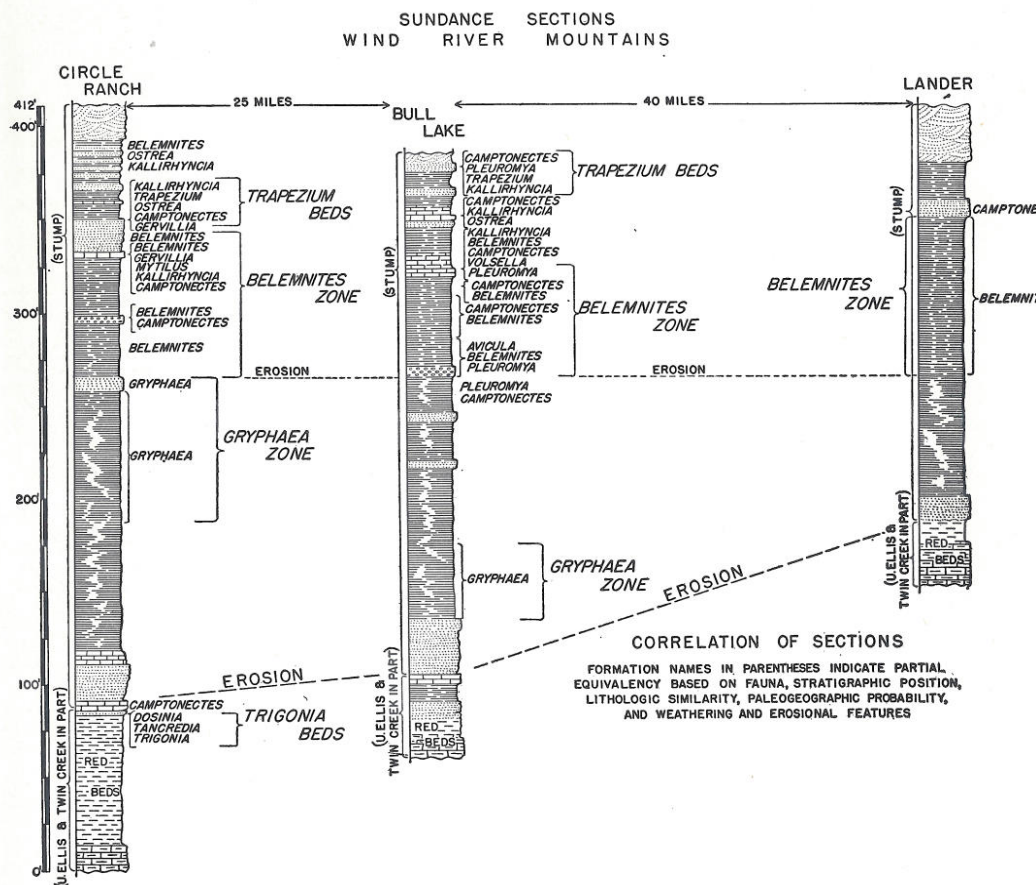 SUNDANCE SECTIONS
WIND RIVER MOUNTAINS
CIRCLE
RANCH
25 MILES
BULL
LAKE
40 MILES
LANDER
412'
400'
300'
200'
100'
0'
BELEMNITES
OSTREA
KALLIRHYNCIA
KALLIRHYNCIA
TRAPEZIUM
OSTREA
CAMPTONECTES
GERVILLIA
BELEMNITES
BELEMNITES
GERVILLIA
MYTILUS
KALLIRHYNCIA
CAMPTONECTES
BELEMNITES
CAMPTONECTES
BELEMNITES
GRYPHAEA
GRYPHAEA
CAMPTONECTES
DOSINIA
TANCREDIA
TRIGONIA
RED
BEDS
TRAPEZIUM
BEDS
BELEMNITES
ZONE
GRYPHAEA
ZONE
TRIGONIA
BEDS
(STUMP)
(U. ELLIS & TWIN CREEK IN PART)
EROSION
EROSION
CAMPTONECTES
PLEUROMYA
TRAPEZIUM
KALLIRHYNCIA
CAMPTONECTES
KALLIRHYNCIA
OSTREA
KALLIRHYNCIA
BELEMNITES
CAMPTONECTES
VOLSELLA
PLEUROMYA
CAMPTONECTES
BELEMNITES
CAMPTONECTES
BELEMNITES
AVICULA
BELEMNITES
PLEUROMYA
PLEUROMYA
CAMPTONECTES
GRYPHAEA
RED
BEDS
TRAPEZIUM BEDS
BELEMNITES
ZONE
GRYPHAEA
ZONE
(STUMP)
(U. ELLIS &
TWIN CREEK IN PART)
EROSION
EROSION
(STUMP)
CAMPTONE
BELEMNITES
ZONE
BELEMNIT
(U. ELLIS &
TWIN CREEK IN PART)
RED
BEDS
CORRELATION OF SECTIONS
FORMATION NAMES IN PARENTHESES INDICATE PARTIAL
EQUIVALENCY BASED ON FAUNA, STRATIGRAPHIC POSITION,
LITHOLOGIC SIMILARITY, PALEOGEOGRAPHIC PROBABILITY,
AND WEATHERING AND EROSIONAL FEATURES